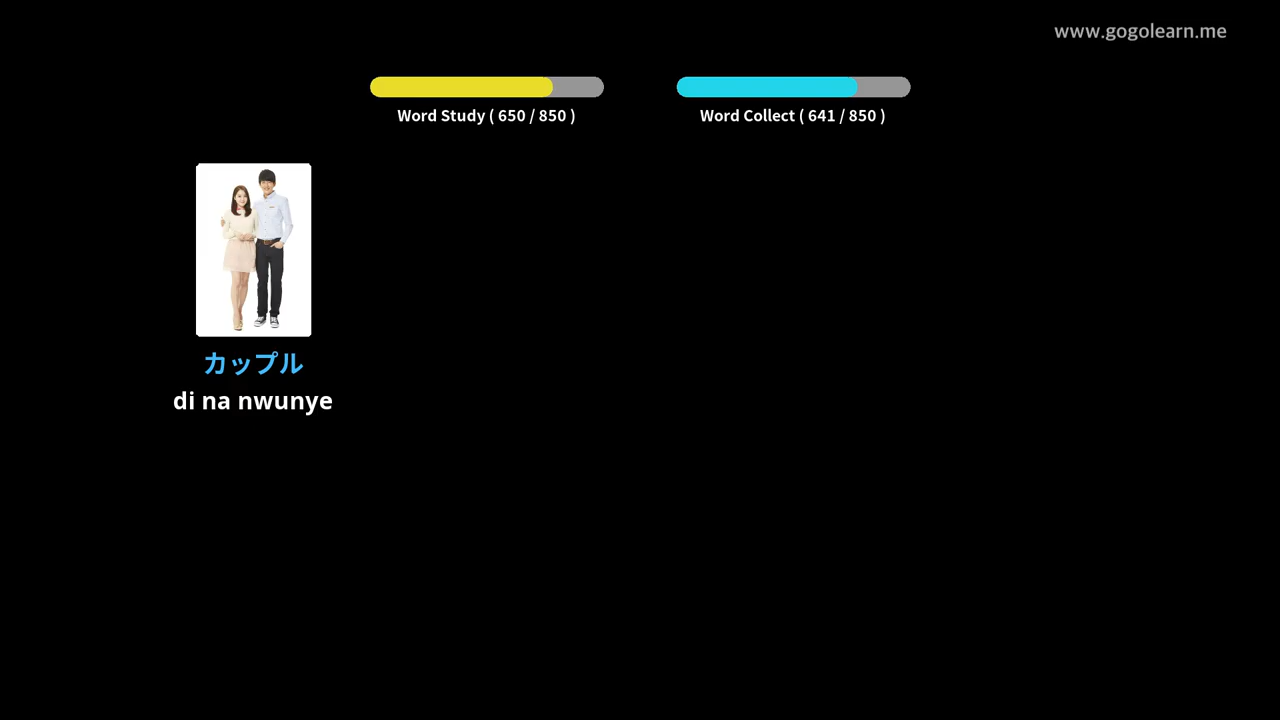 www.gogolearn.me
Word Study ( 650 / 850 )
Word Collect ( 641 / 850 )
カップル
di na nwunye